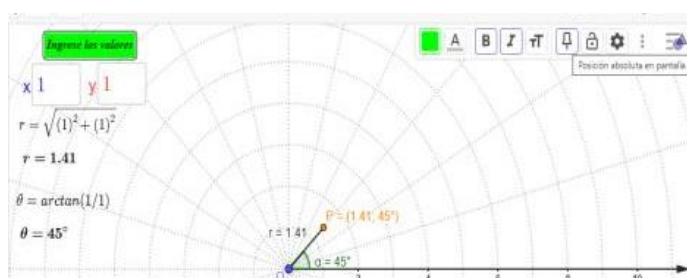 Ingrese los valores
A B I тT
Posición absoluta en pantalla
x 1 y 1
r = √(1)² + (1)²
r = 1.41
θ̂ = arctan(1/1)
θ = 45°
P = (1.41; 45°)
r = 1.41
α = 45°